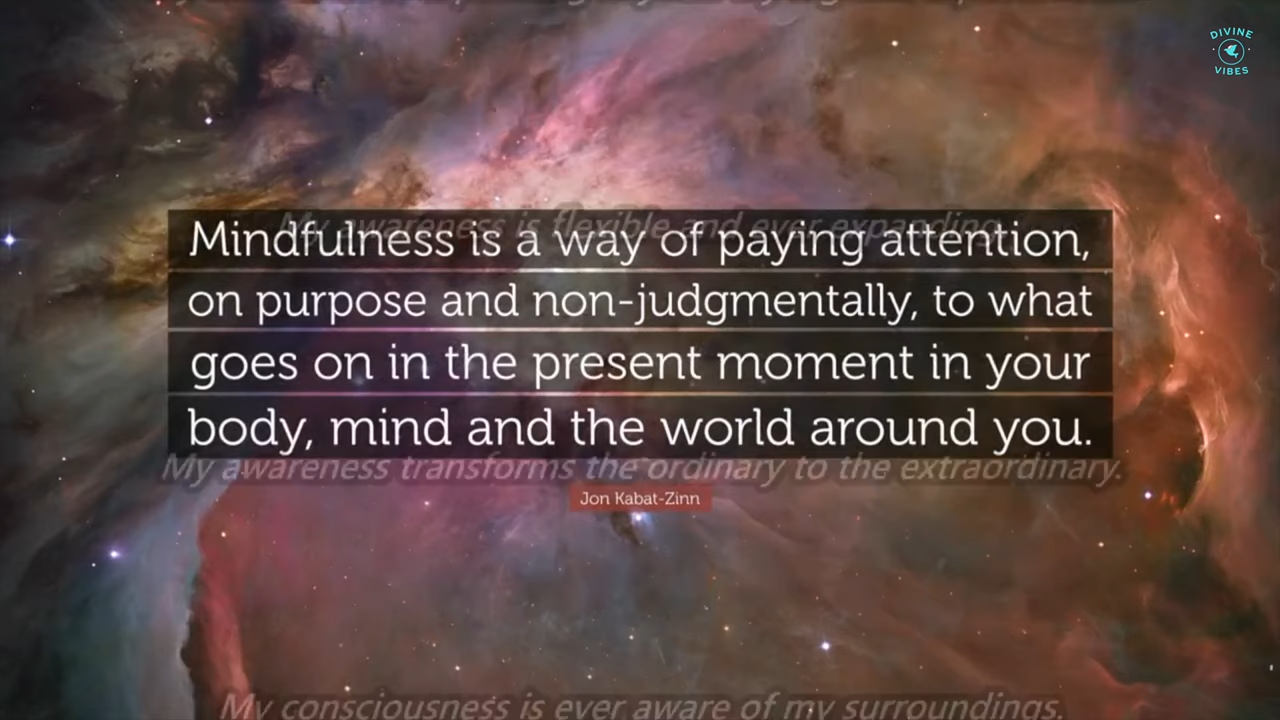 DIVINE
VIBES
My awareness is flexible and ever expanding.
Mindfulness is a way of paying attention,
on purpose and non-judgmentally, to what
goes on in the present moment in your
body, mind and the world around you.
My awareness transforms the ordinary to the extraordinary.
Jon Kabat-Zinn
My consciousness is ever aware of my surroundings.